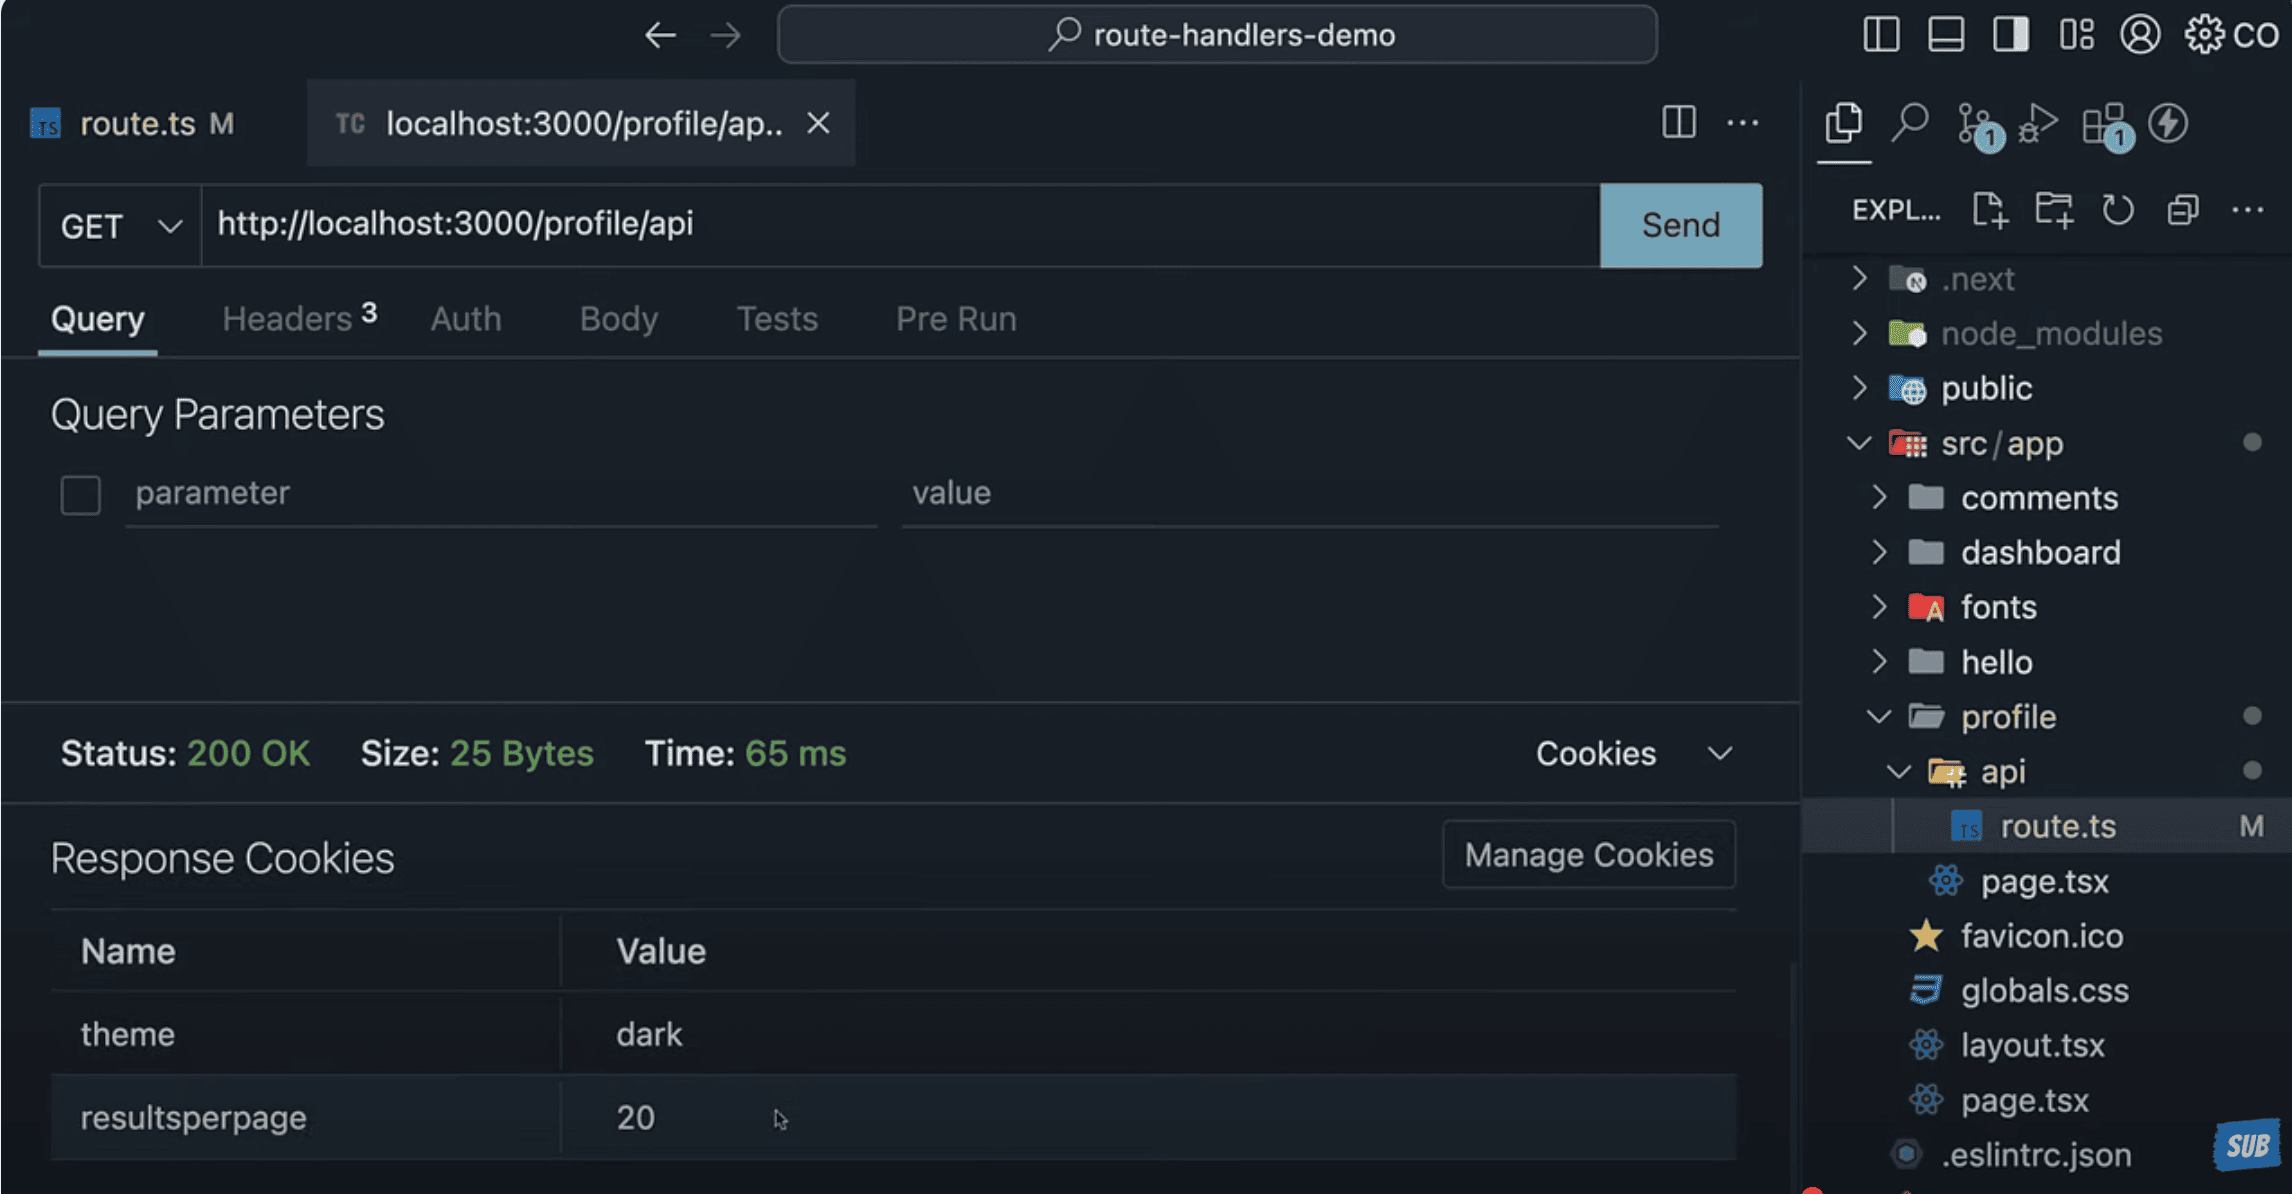 route-handlers-demo
CO
TS route.ts M
TC localhost:3000/profile/ap..
1 1
GET http://localhost:3000/profile/api Send
EXPL...
Query Headers 3 Auth Body Tests Pre Run
Query Parameters
parameter value
Status: 200 OK Size: 25 Bytes Time: 65 ms Cookies
Response Cookies Manage Cookies
Name Value
theme dark
resultsperpage 20
.next
node_modules
public
src/app
comments
dashboard
fonts
hello
profile
api
TS route.ts M
page.tsx
favicon.ico
globals.css
layout.tsx
page.tsx
.eslintrc.json
SUB